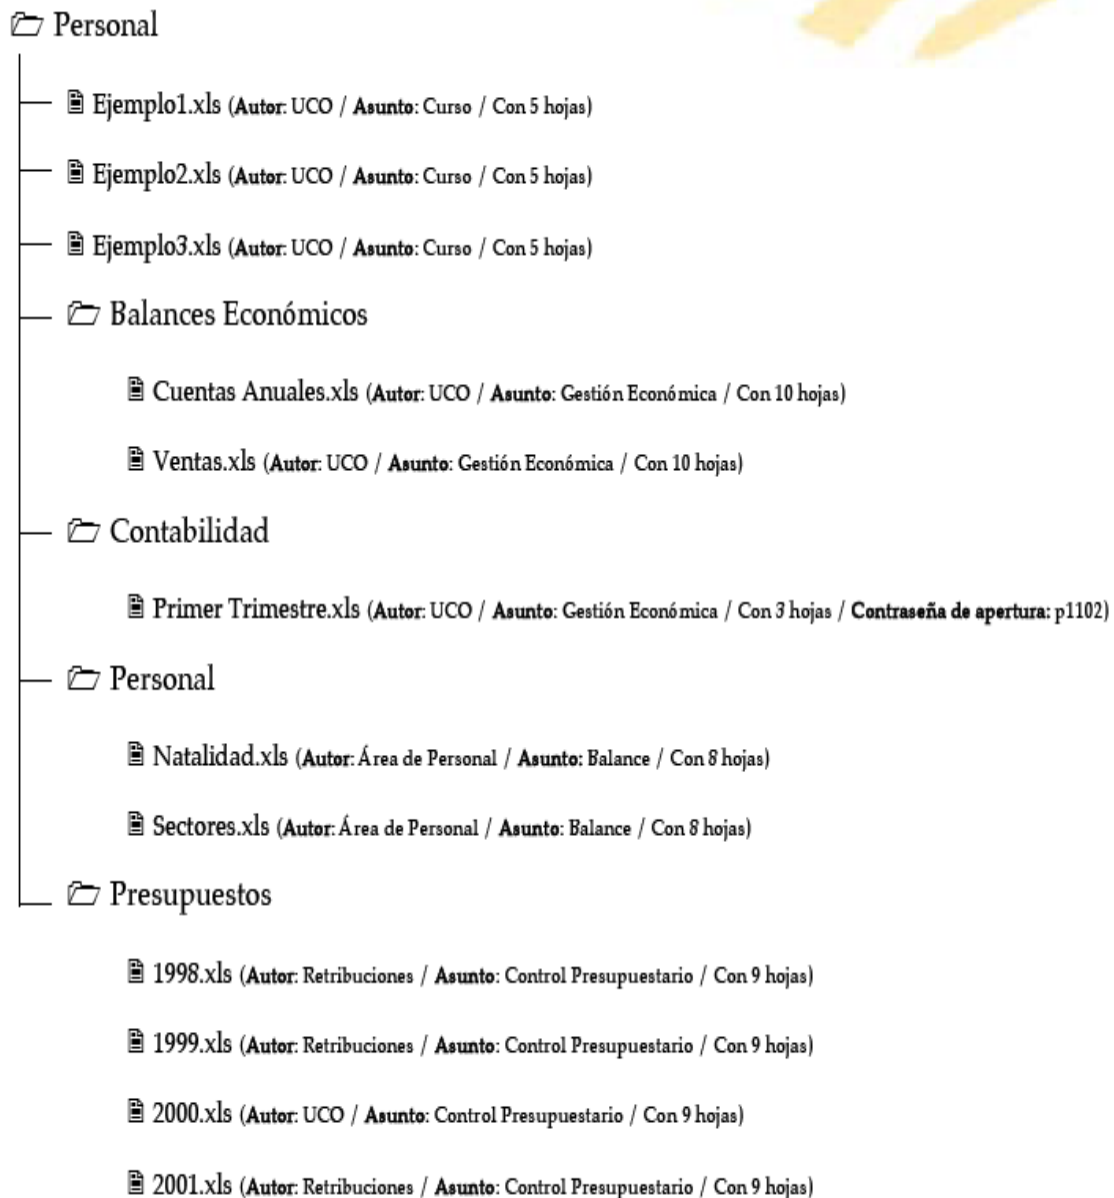 Personal
Ejemplo1.xls (Autor: UCO / Asunto: Curso / Con 5 hojas)
Ejemplo2.xls (Autor: UCO / Asunto: Curso / Con 5 hojas)
Ejemplo3.xls (Autor: UCO / Asunto: Curso / Con 5 hojas)
Balances Económicos
Cuentas Anuales.xls (Autor: UCO / Asunto: Gestión Económica / Con 10 hojas)
Ventas.xls (Autor: UCO / Asunto: Gestión Económica / Con 10 hojas)
Contabilidad
Primer Trimestre.xls (Autor: UCO / Asunto: Gestión Económica / Con 3 hojas / Contraseña de apertura: p1102)
Personal
Natalidad.xls (Autor: Área de Personal / Asunto: Balance / Con 8 hojas)
Sectores.xls (Autor: Área de Personal / Asunto: Balance / Con 8 hojas)
Presupuestos
1998.xls (Autor: Retribuciones / Asunto: Control Presupuestario / Con 9 hojas)
1999.xls (Autor: Retribuciones / Asunto: Control Presupuestario / Con 9 hojas)
2000.xls (Autor: UCO / Asunto: Control Presupuestario / Con 9 hojas)
2001.xls (Autor: Retribuciones / Asunto: Control Presupuestario / Con 9 hojas)